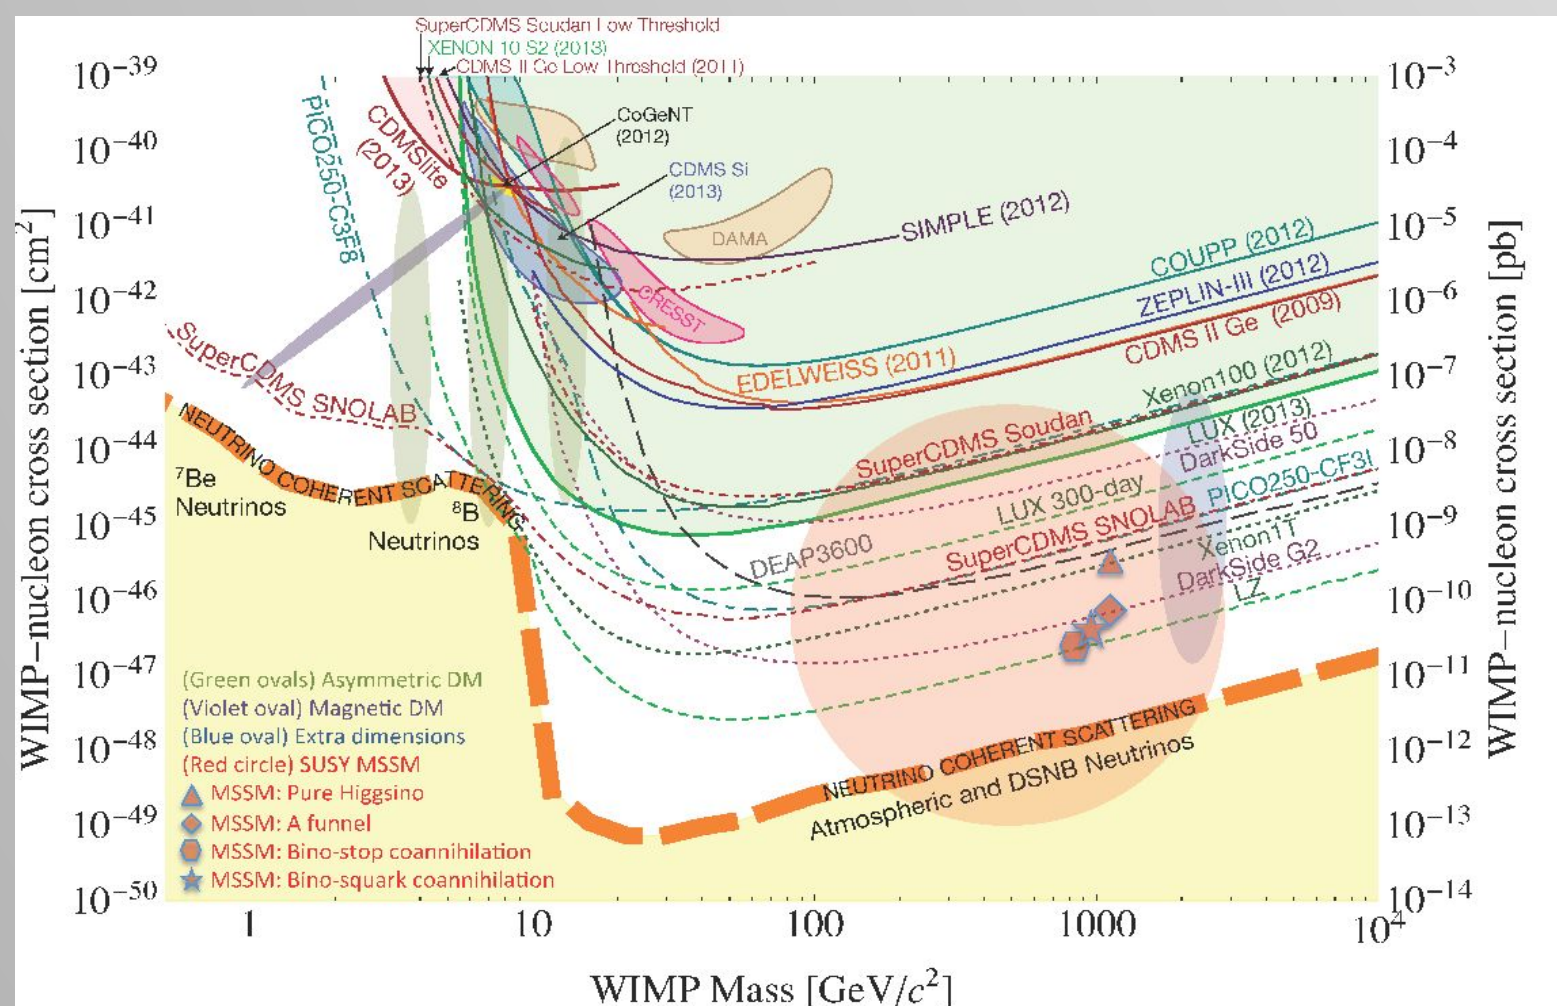 SuperCDMS Soudan Low Threshold
XENON 10 S2 (2013)
CDMS II Ge Low Threshold (2011)
10⁻³⁹
10⁻⁴⁰
10⁻⁴¹
10⁻⁴²
10⁻⁴³
10⁻⁴⁴
10⁻⁴⁵
10⁻⁴⁶
10⁻⁴⁷
10⁻⁴⁸
10⁻⁴⁹
10⁻⁵⁰
WIMP–nucleon cross section [cm²]
PICO250-C3F8
CDMSlite
(2013)
CoGeNT
(2012)
CDMS Si
(2013)
DAMA
CRESST
SIMPLE (2012)
COUPP (2012)
ZEPLIN-III (2012)
CDMS II Ge (2009)
EDELWEISS (2011)
Xenon100 (2012)
SuperCDMS Soudan
LUX (2013)
DarkSide 50
LUX 300-day
PICO250-CF3I
SuperCDMS SNOLAB
DEAP3600
Xenon1T
DarkSide G2
LZ
SuperCDMS SNOLAB
NEUTRINO COHERENT SCATTERING
⁷Be
Neutrinos
⁸B
Neutrinos
NEUTRINO COHERENT SCATTERING
Atmospheric and DSNB Neutrinos
(Green ovals) Asymmetric DM
(Violet oval) Magnetic DM
(Blue oval) Extra dimensions
(Red circle) SUSY MSSM
MSSM: Pure Higgsino
MSSM: A funnel
MSSM: Bino-stop coannihilation
MSSM: Bino-squark coannihilation
10⁻³
10⁻⁴
10⁻⁵
10⁻⁶
10⁻⁷
10⁻⁸
10⁻⁹
10⁻¹⁰
10⁻¹¹
10⁻¹²
10⁻¹³
10⁻¹⁴
WIMP–nucleon cross section [pb]
1 10 100 1000 10⁴
WIMP Mass [GeV/c²]